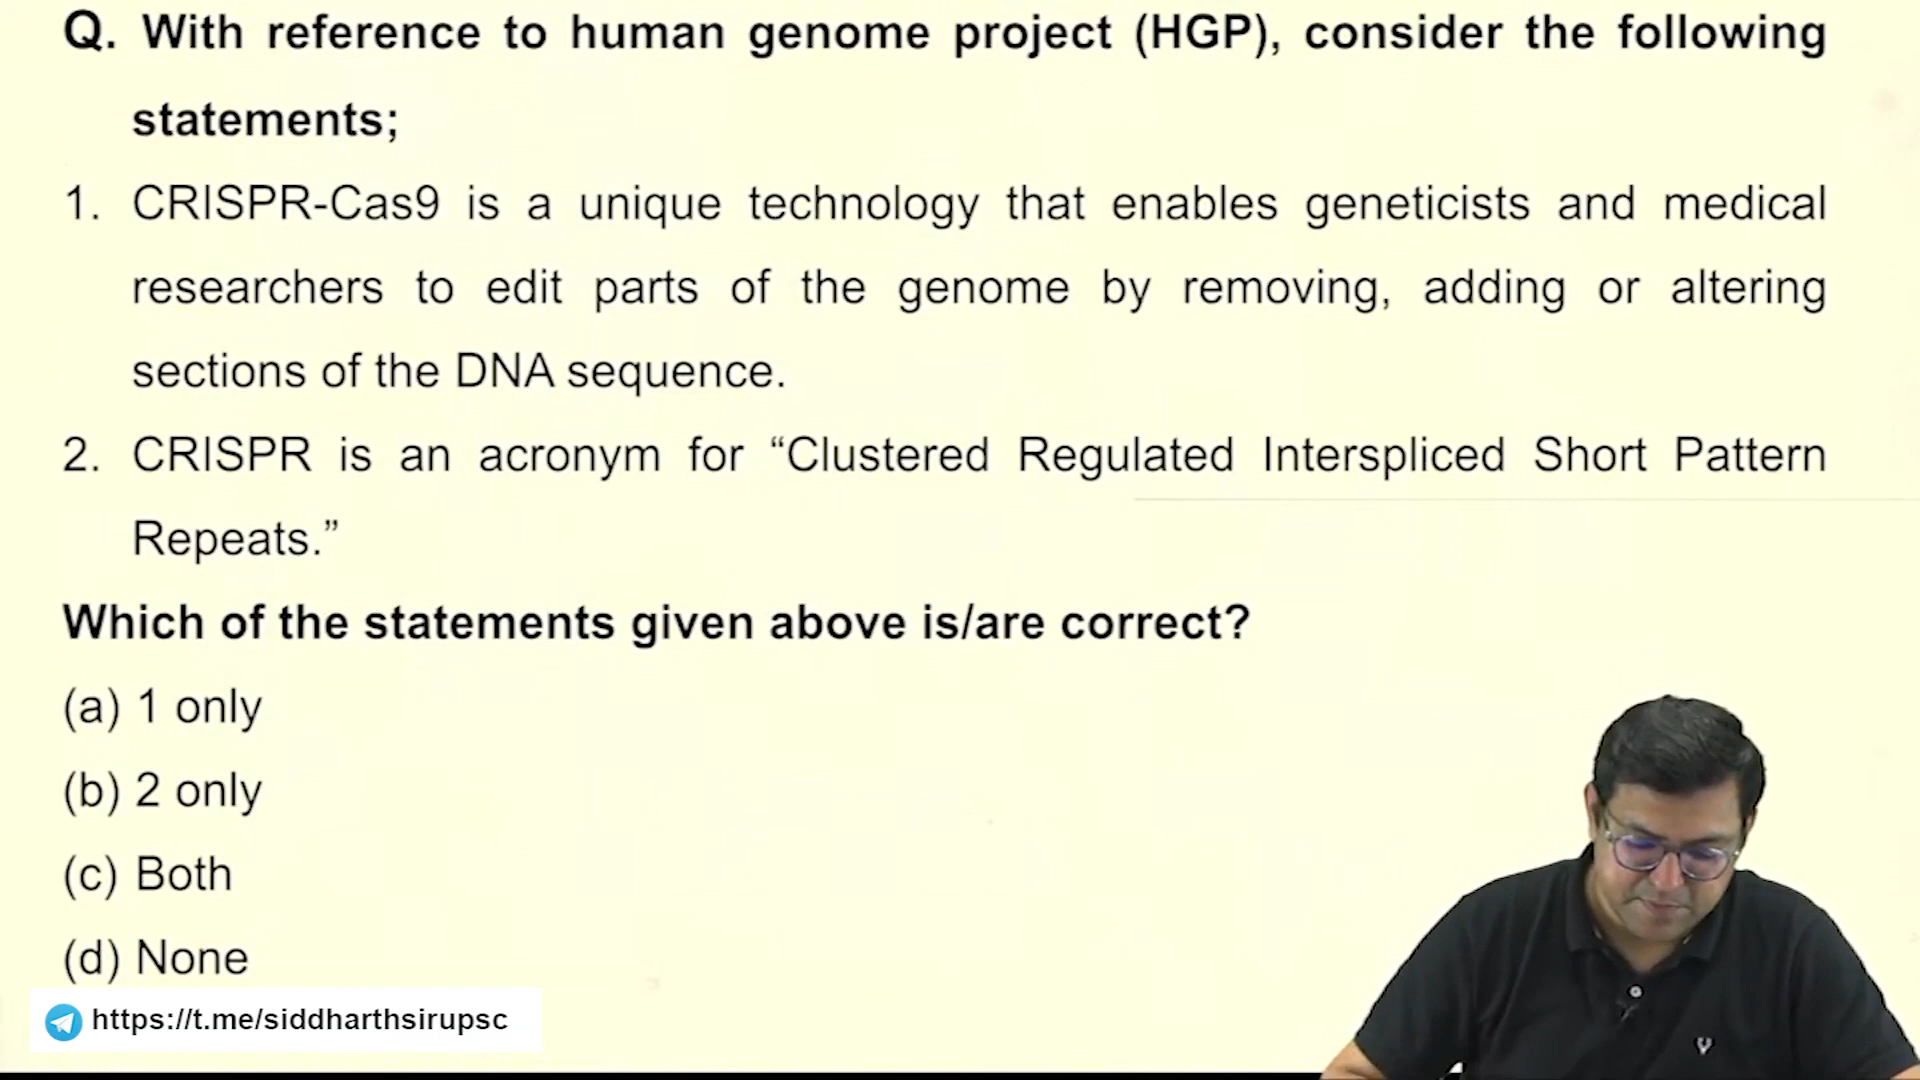 Q. With reference to human genome project (HGP), consider the following
statements;
1. CRISPR-Cas9 is a unique technology that enables geneticists and medical
researchers to edit parts of the genome by removing, adding or altering
sections of the DNA sequence.
2. CRISPR is an acronym for “Clustered Regulated Interspliced Short Pattern
Repeats.”
Which of the statements given above is/are correct?
(a) 1 only
(b) 2 only
(c) Both
(d) None
https://t.me/siddharthsirupsc